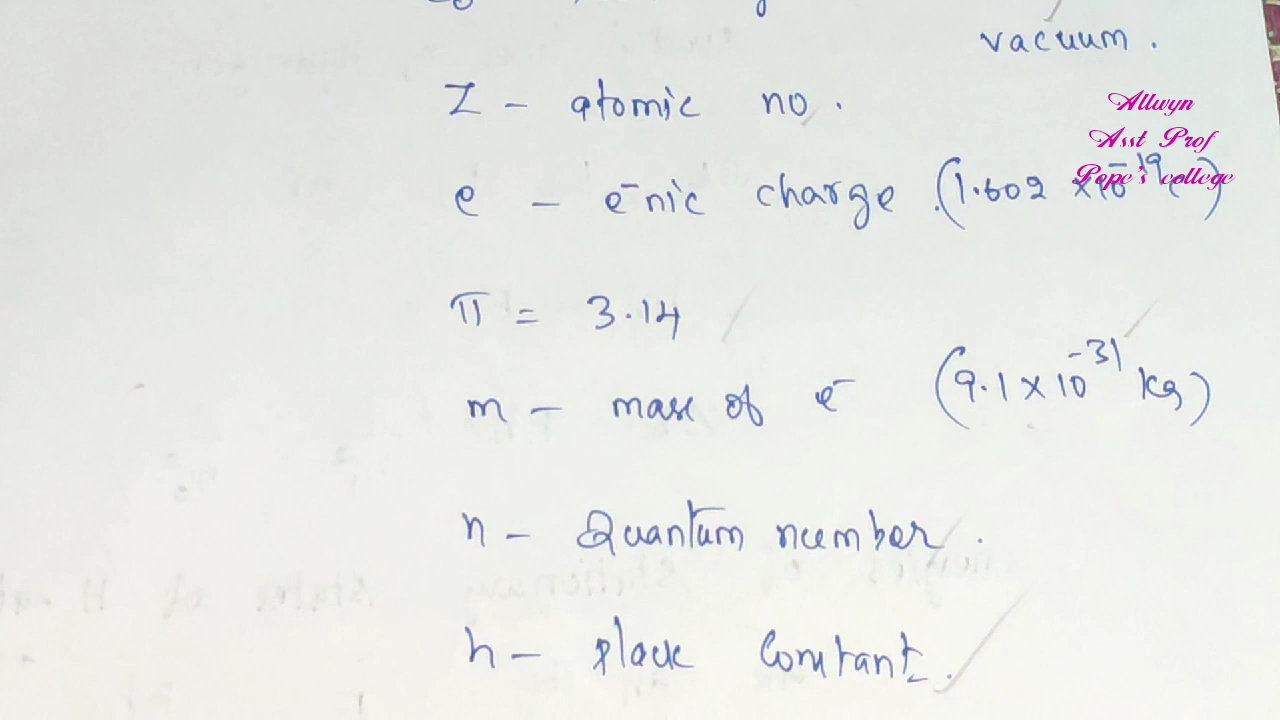 vacuum.
Z - atomic no.
Allwyn
Asst Prof
Pope's college
e - e⁻nic charge (1.602 ×10⁻¹⁹ C)
π = 3.14
m - mass of e⁻ (9.1 × 10⁻³¹ kg)
n - Quantum number.
h - plack constant.